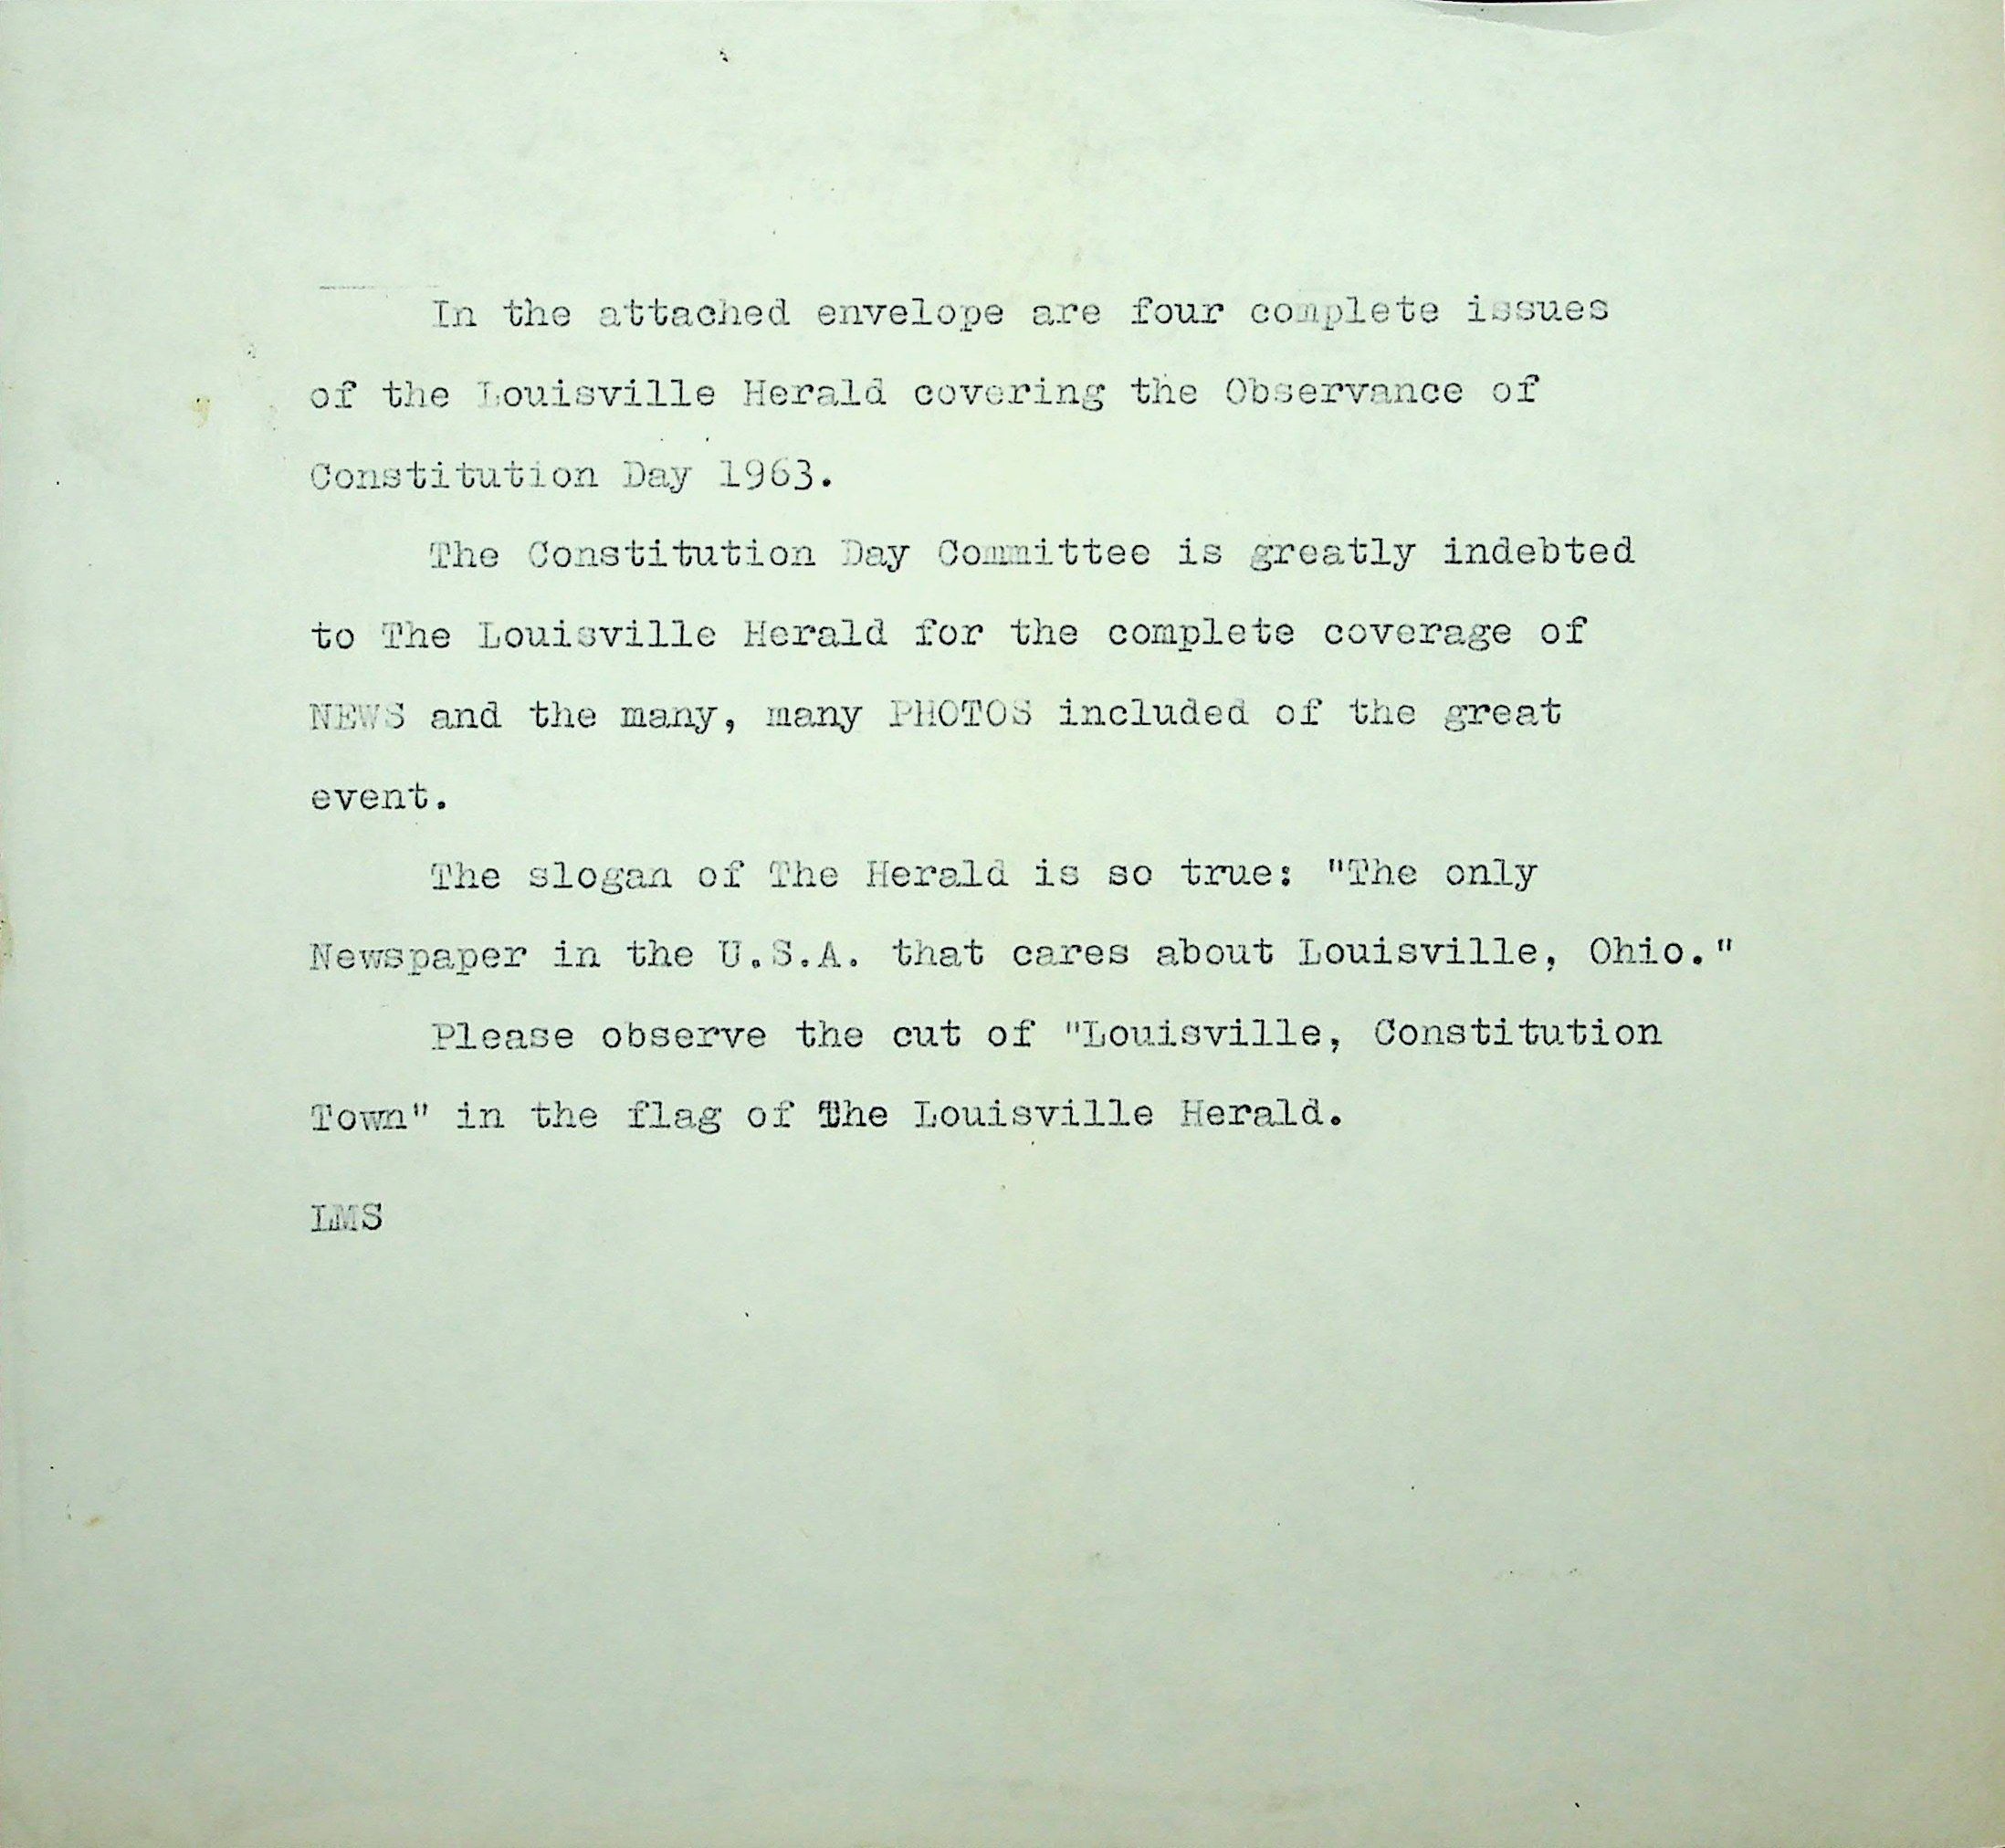 In the attached envelope are four complete issues
of the Louisville Herald covering the Observance of
Constitution Day 1963.
The Constitution Day Committee is greatly indebted
to The Louisville Herald for the complete coverage of
NEWS and the many, many PHOTOS included of the great
event.
The slogan of The Herald is so true: "The only
Newspaper in the U.S.A. that cares about Louisville, Ohio."
Please observe the cut of "Louisville, Constitution
Town" in the flag of The Louisville Herald.
LMS